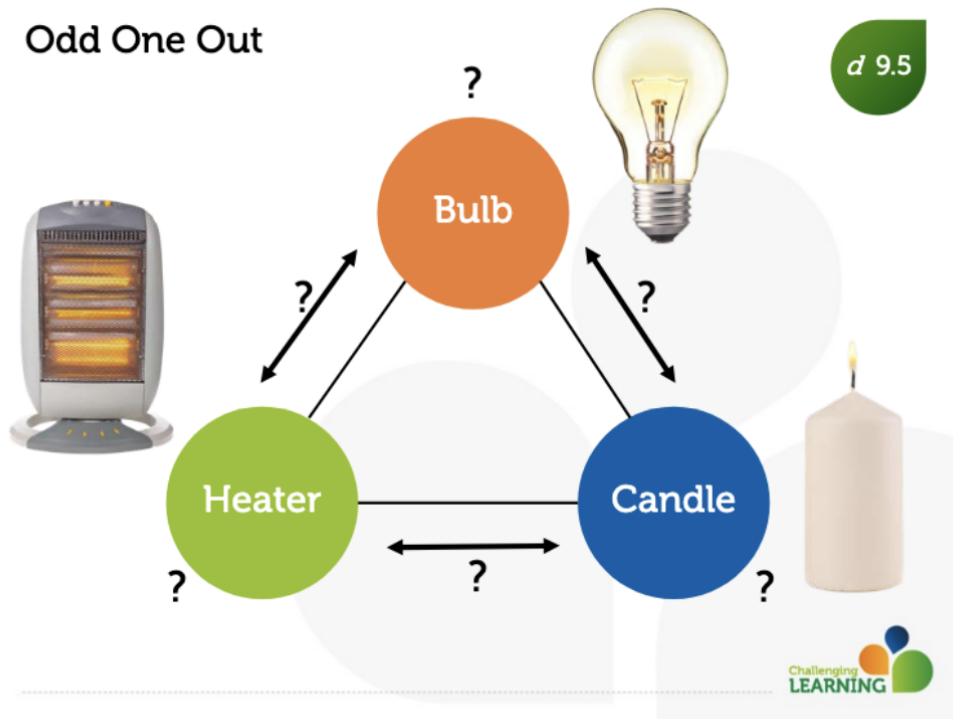 Odd One Out
d 9.5
?
Bulb
?
?
Heater
Candle
?
?
?
Challenging
LEARNING